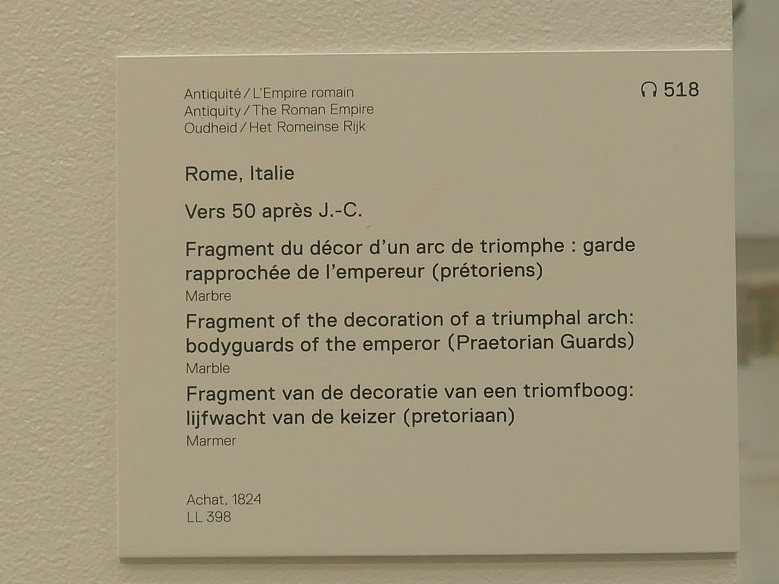 Antiquité / L'Empire romain
Antiquity / The Roman Empire
Oudheid / Het Romeinse Rijk
518
Rome, Italie
Vers 50 après J.-C.
Fragment du décor d'un arc de triomphe : garde
rapprochée de l'empereur (prétoriens)
Marbre
Fragment of the decoration of a triumphal arch:
bodyguards of the emperor (Praetorian Guards)
Marble
Fragment van de decoratie van een triomfboog:
lijfwacht van de keizer (pretoriaan)
Marmer
Achat, 1824
LL 398